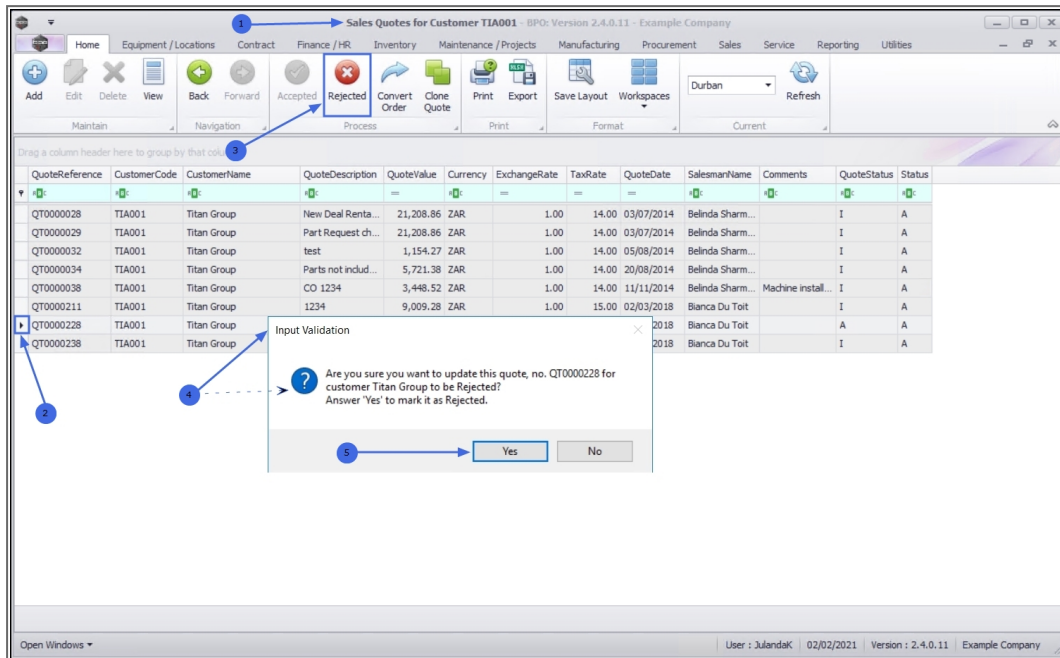 1
Sales Quotes for Customer TIA001 - BPO: Version 2.4.0.11 - Example Company
Home Equipment / Locations Contract Finance / HR Inventory Maintenance / Projects Manufacturing Procurement Sales Service Reporting Utilities
Add Edit Delete View Back Forward Accepted Rejected Convert Order Clone Quote Print Export Save Layout Workspaces Durban Refresh
Maintain Navigation Process Print Format Current
3
Drag a column header here to group by that colu
QuoteReference CustomerCode CustomerName QuoteDescription QuoteValue Currency ExchangeRate TaxRate QuoteDate SalesmanName Comments QuoteStatus Status
QT0000028 TIA001 Titan Group New Deal Renta... 21,208.86 ZAR 1.00 14.00 03/07/2014 Belinda Sharm... I A
QT0000029 TIA001 Titan Group Part Request ch... 21,208.86 ZAR 1.00 14.00 03/07/2014 Belinda Sharm... I A
QT0000032 TIA001 Titan Group test 1,154.27 ZAR 1.00 14.00 05/08/2014 Belinda Sharm... I A
QT0000034 TIA001 Titan Group Parts not includ... 5,721.38 ZAR 1.00 14.00 20/08/2014 Belinda Sharm... I A
QT0000038 TIA001 Titan Group CO 1234 3,448.52 ZAR 1.00 14.00 11/11/2014 Belinda Sharm... Machine install... I A
QT0000211 TIA001 Titan Group 1234 9,009.28 ZAR 1.00 15.00 02/03/2018 Bianca Du Toit I A
QT0000228 TIA001 Titan Group 2018 Bianca Du Toit A A
QT0000238 TIA001 Titan Group 2018 Bianca Du Toit I A
Input Validation
2
4
Are you sure you want to update this quote, no. QT0000228 for
customer Titan Group to be Rejected?
Answer 'Yes' to mark it as Rejected.
5
Yes No
Open Windows User : JulandaK 02/02/2021 Version : 2.4.0.11 Example Company